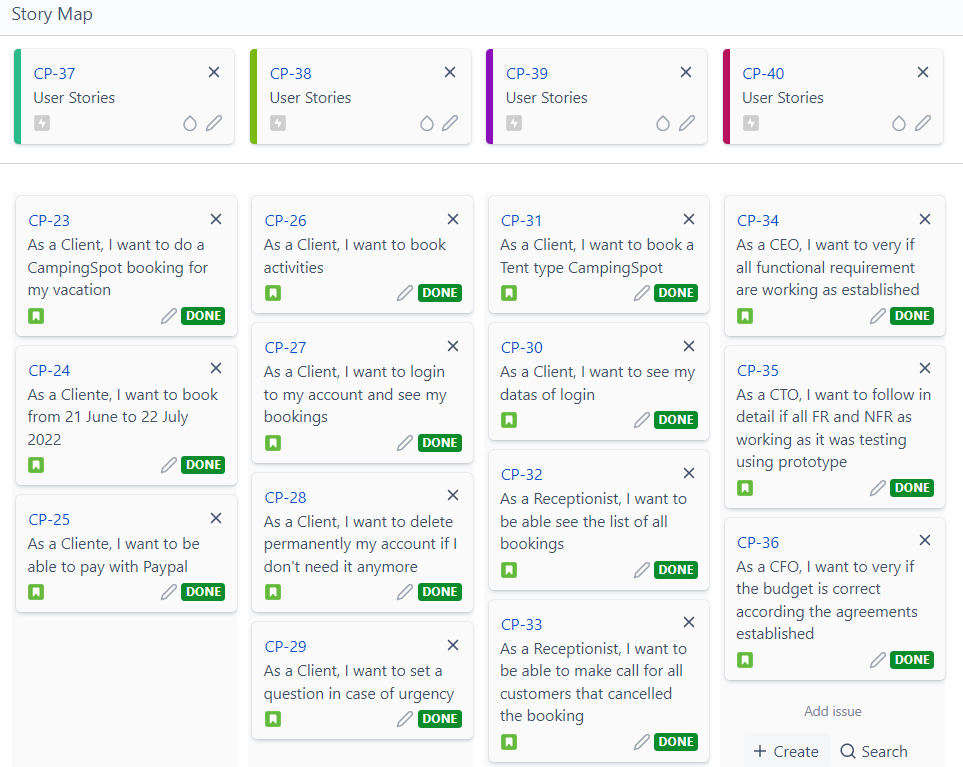 Story Map
CP-37
User Stories
CP-38
User Stories
CP-39
User Stories
CP-40
User Stories
CP-23
As a Client, I want to do a
CampingSpot booking for
my vacation
DONE
CP-24
As a Cliente, I want to book
from 21 June to 22 July
2022
DONE
CP-25
As a Cliente, I want to be
able to pay with Paypal
DONE
CP-26
As a Client, I want to book
activities
DONE
CP-27
As a Client, I want to login
to my account and see my
bookings
DONE
CP-28
As a Client, I want to delete
permanently my account if I
don't need it anymore
DONE
CP-29
As a Client, I want to set a
question in case of urgency
DONE
CP-31
As a Client, I want to book a
Tent type CampingSpot
DONE
CP-30
As a Client, I want to see my
datas of login
DONE
CP-32
As a Receptionist, I want to
be able see the list of all
bookings
DONE
CP-33
As a Receptionist, I want to
be able to make call for all
customers that cancelled
the booking
DONE
CP-34
As a CEO, I want to very if
all functional requirement
are working as established
DONE
CP-35
As a CTO, I want to follow in
detail if all FR and NFR as
working as it was testing
using prototype
DONE
CP-36
As a CFO, I want to very if
the budget is correct
according the agreements
established
DONE
Add issue
Create
Search